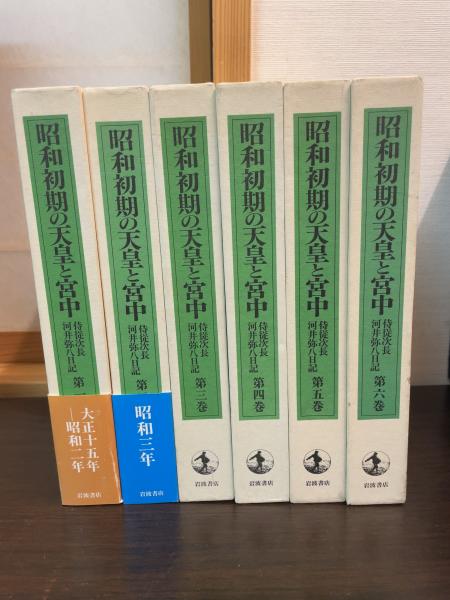 昭和初期の天皇と宮中
侍従次長
河井弥八日記
第一
大正十五年
―昭和二年
岩波書店
昭和初期の天皇と宮中
侍従次長
河井弥八日記
第
昭和三年
岩波書店
昭和初期の天皇と宮中
侍従次長
河井弥八日記
第三巻
岩波書店
昭和初期の天皇と宮中
侍従次長
河井弥八日記
第四巻
岩波書店
昭和初期の天皇と宮中
侍従次長
河井弥八日記
第五巻
岩波書店
昭和初期の天皇と宮中
侍従次長
河井弥八日記
第六巻
岩波書店